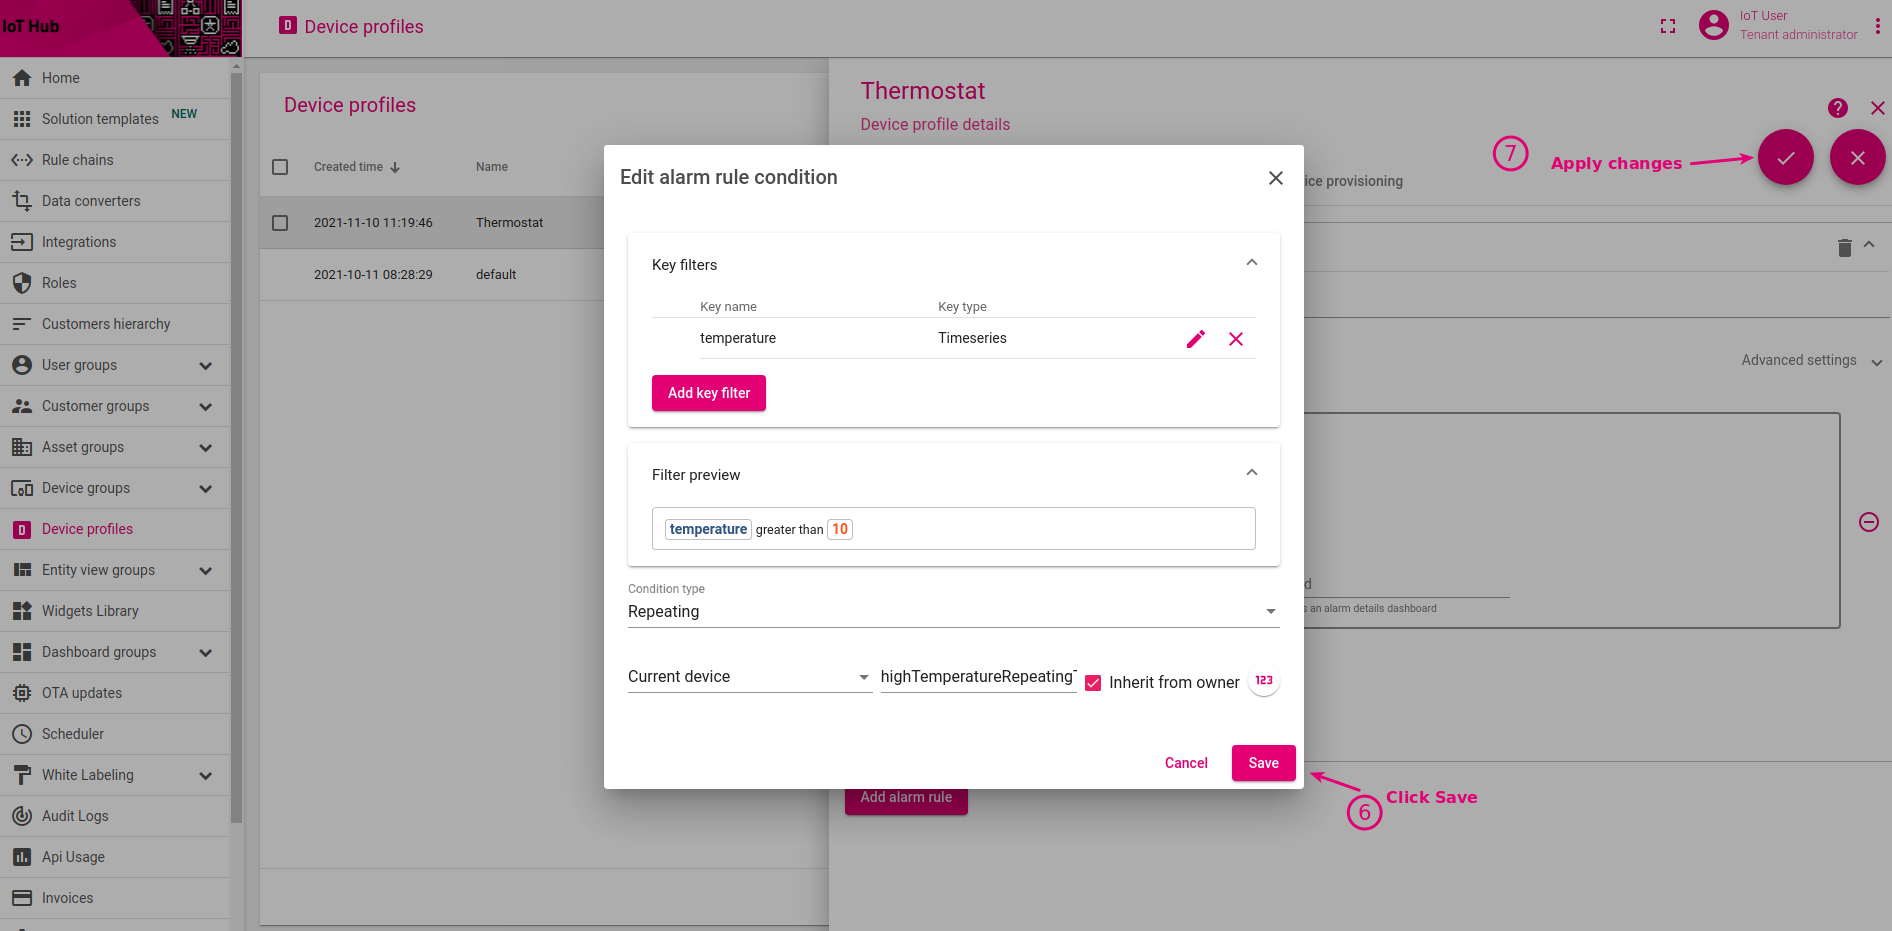 IoT Hub
Device profiles
IoT User
Tenant administrator
Home
Solution templates NEW
Rule chains
Data converters
Integrations
Roles
Customers hierarchy
User groups
Customer groups
Asset groups
Device groups
Device profiles
Entity view groups
Widgets Library
Dashboard groups
OTA updates
Scheduler
White Labeling
Audit Logs
Api Usage
Invoices
Device profiles
Created time Name
2021-11-10 11:19:46 Thermostat
2021-10-11 08:28:29 default
Thermostat
Device profile details
7 Apply changes
ice provisioning
Advanced settings
d
s an alarm details dashboard
Add alarm rule
Edit alarm rule condition
Key filters
Key name Key type
temperature Timeseries
Add key filter
Filter preview
temperature greater than 10
Condition type
Repeating
Current device highTemperatureRepeating Inherit from owner 123
Cancel Save
6 Click Save